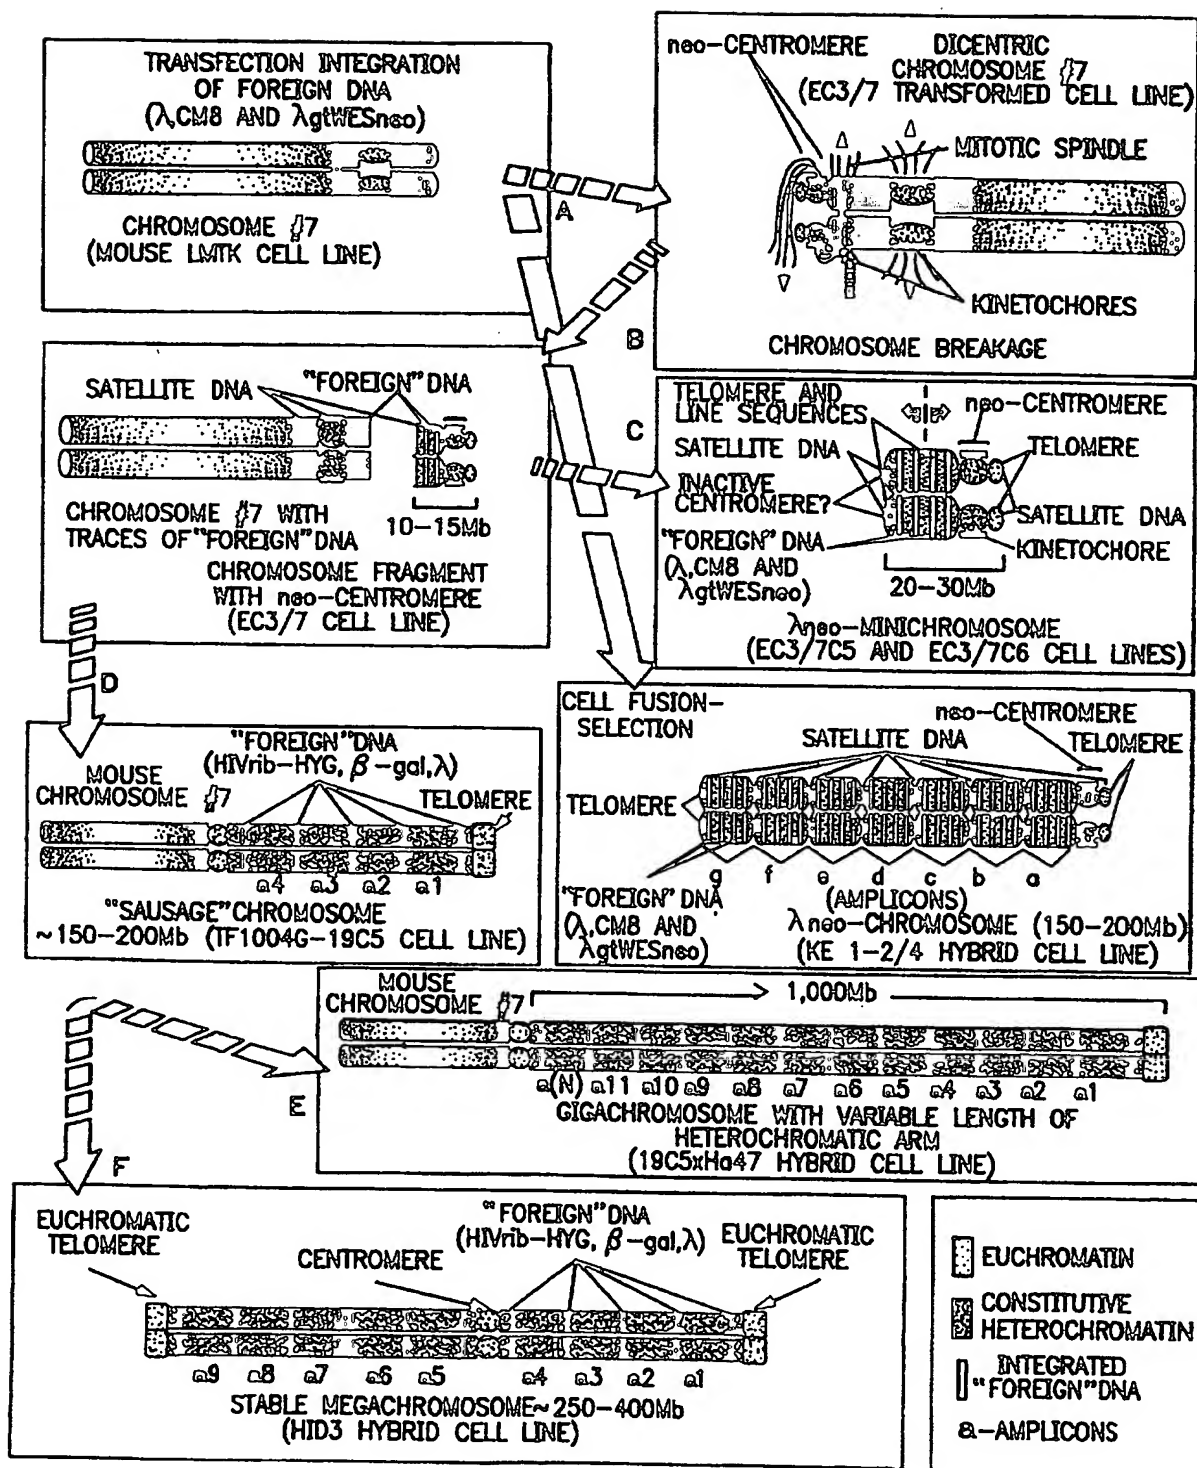 TRANSFECTION INTEGRATION
OF FOREIGN DNA
(λ,CM8 AND λgtWESneo)
CHROMOSOME #7
(MOUSE LMTK CELL LINE)
A
neo-CENTROMERE
DICENTRIC
CHROMOSOME #7
(EC3/7 TRANSFORMED CELL LINE)
MITOTIC SPINDLE
KINETOCHORES
CHROMOSOME BREAKAGE
B
SATELLITE DNA
"FOREIGN" DNA
10-15Mb
CHROMOSOME #7 WITH
TRACES OF "FOREIGN" DNA
CHROMOSOME FRAGMENT
WITH neo-CENTROMERE
(EC3/7 CELL LINE)
C
TELOMERE AND
LINE SEQUENCES
neo-CENTROMERE
SATELLITE DNA
TELOMERE
INACTIVE
CENTROMERE?
SATELLITE DNA
"FOREIGN" DNA
(λ,CM8 AND
λgtWESneo)
KINETOCHORE
20-30Mb
λneo-MINICHROMOSOME
(EC3/7C5 AND EC3/7C6 CELL LINES)
D
"FOREIGN" DNA
(HIVrib-HYG, β-gal,λ)
MOUSE
CHROMOSOME #7
TELOMERE
a4 a3 a2 a1
"SAUSAGE" CHROMOSOME
~150-200Mb (TF1004G-19C5 CELL LINE)
CELL FUSION-
SELECTION
neo-CENTROMERE
SATELLITE DNA
TELOMERE
TELOMERE
g f e d c b a
"FOREIGN" DNA
(λ,CM8 AND
λgtWESneo)
(AMPLICONS)
λneo-CHROMOSOME (150-200Mb)
(KE 1-2/4 HYBRID CELL LINE)
E
MOUSE
CHROMOSOME #7
1,000Mb
a(N) a11 a10 a9 a8 a7 a6 a5 a4 a3 a2 a1
GIGACHROMOSOME WITH VARIABLE LENGTH OF
HETEROCHROMATIC ARM
(19C5xHa47 HYBRID CELL LINE)
F
EUCHROMATIC
TELOMERE
CENTROMERE
"FOREIGN" DNA
(HIVrib-HYG, β-gal,λ)
EUCHROMATIC
TELOMERE
a9 a8 a7 a6 a5 a4 a3 a2 a1
STABLE MEGACHROMOSOME~250-400Mb
(HID3 HYBRID CELL LINE)
EUCHROMATIN
CONSTITUTIVE
HETEROCHROMATIN
INTEGRATED
"FOREIGN" DNA
a-AMPLICONS